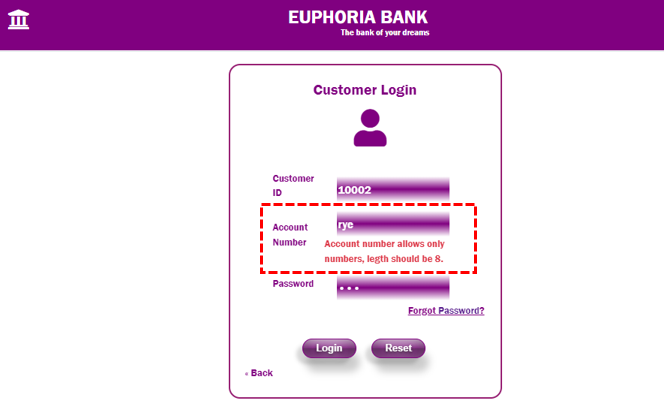 EUPHORIA BANK
The bank of your dreams
Customer Login
Customer
ID
10002
Account
Number
rye
Account number allows only
numbers, legth should be 8.
Password
Forgot Password?
Login
Reset
Back